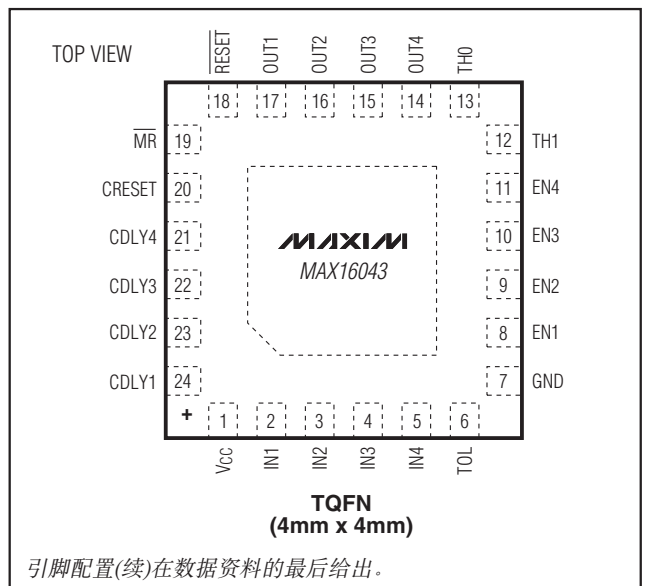 TOP VIEW
RESET OUT1 OUT2 OUT3 OUT4 TH0
18 17 16 15 14 13
MR 19
12 TH1
CRESET 20
11 EN4
CDLY4 21
10 EN3
MAXIM
MAX16043
CDLY3 22
9 EN2
CDLY2 23
8 EN1
CDLY1 24
7 GND
+ 1 2 3 4 5 6
VCC IN1 IN2 IN3 IN4 TOL
TQFN
(4mm x 4mm)
引脚配置(续)在数据资料的最后给出。